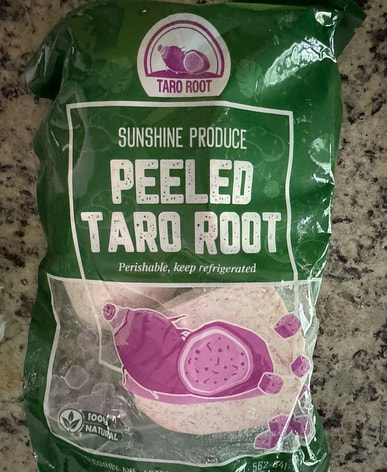 TARO ROOT
SUNSHINE PRODUCE
PEELED
TARO ROOT
Perishable, keep refrigerated
100%
NATURAL